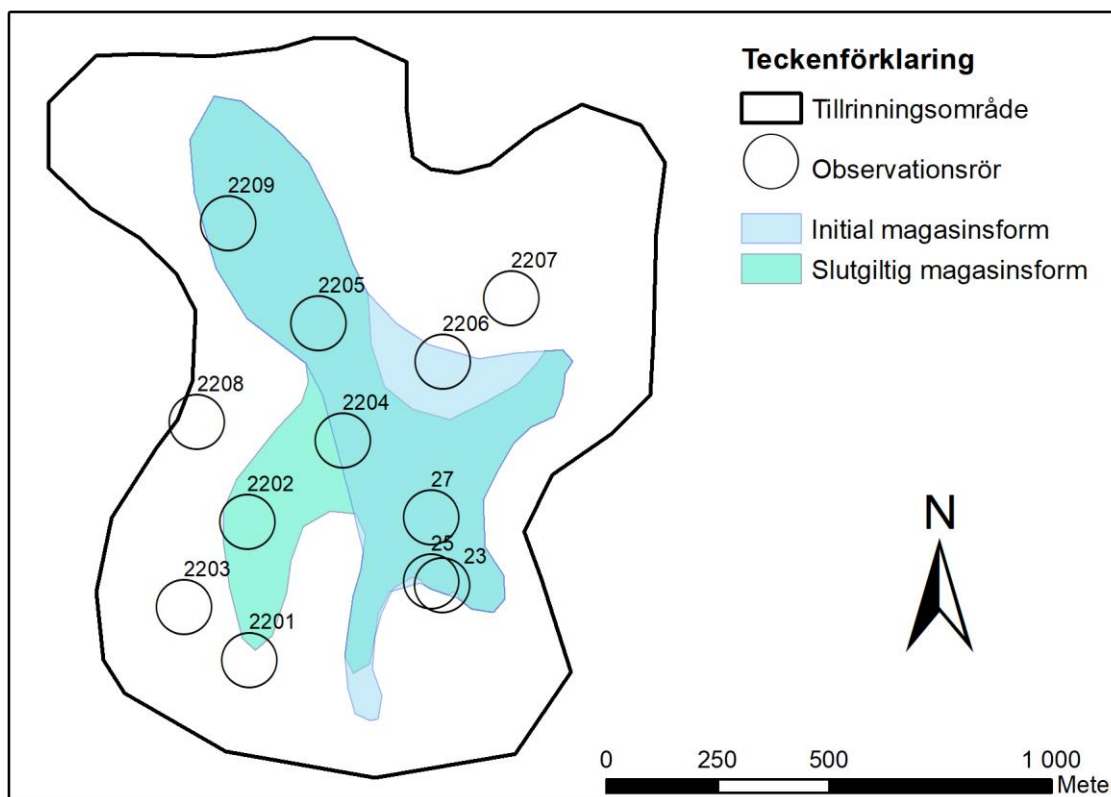 Teckenförklaring
Tillrinningsområde
Observationsrör
Initial magasinsform
Slutgiltig magasinsform
2209
2207
2205
2206
2208
2204
2202
27
25
23
2203
2201
N
0 250 500 1 000
Mete